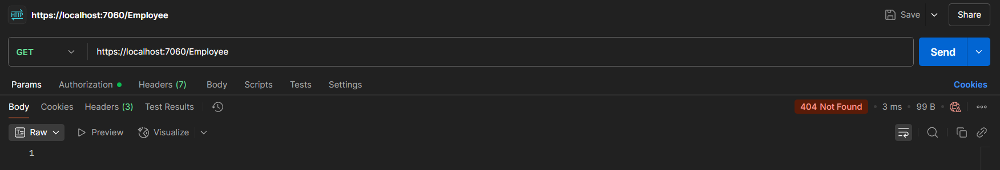 HTTP https://localhost:7060/Employee Save Share
GET https://localhost:7060/Employee Send
Params Authorization Headers (7) Body Scripts Tests Settings Cookies
Body Cookies Headers (3) Test Results 404 Not Found • 3 ms • 99 B •
Raw Preview Visualize
1